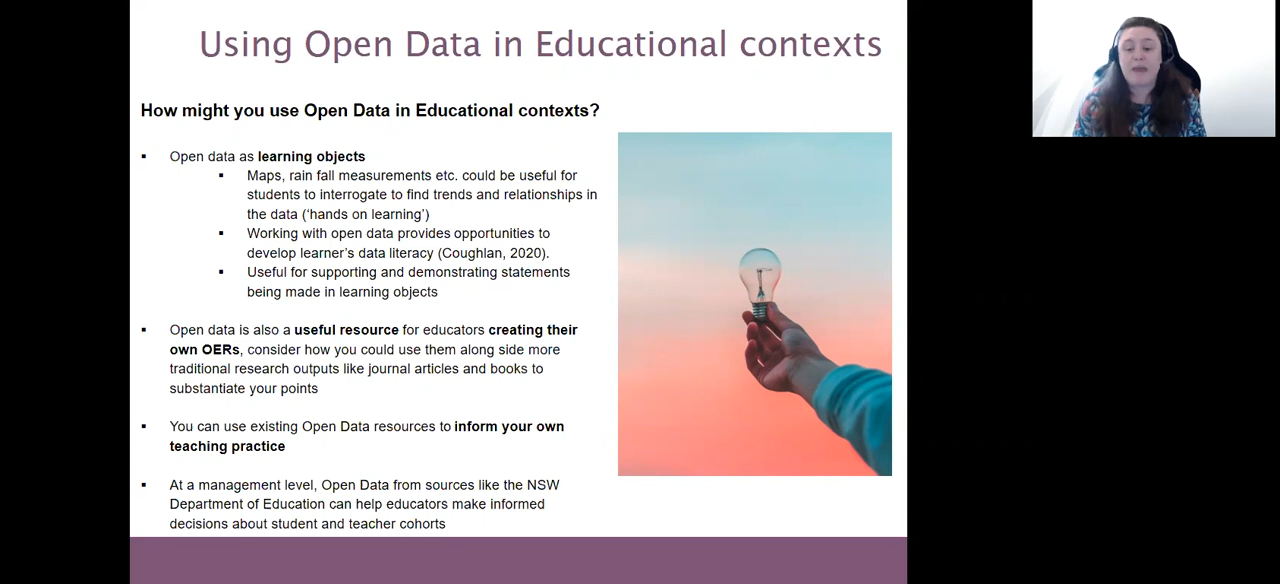 Using Open Data in Educational contexts
How might you use Open Data in Educational contexts?
▪ Open data as learning objects
▪ Maps, rain fall measurements etc. could be useful for
students to interrogate to find trends and relationships in
the data (‘hands on learning’)
▪ Working with open data provides opportunities to
develop learner’s data literacy (Coughlan, 2020).
▪ Useful for supporting and demonstrating statements
being made in learning objects
▪ Open data is also a useful resource for educators creating their
own OERs, consider how you could use them along side more
traditional research outputs like journal articles and books to
substantiate your points
▪ You can use existing Open Data resources to inform your own
teaching practice
▪ At a management level, Open Data from sources like the NSW
Department of Education can help educators make informed
decisions about student and teacher cohorts